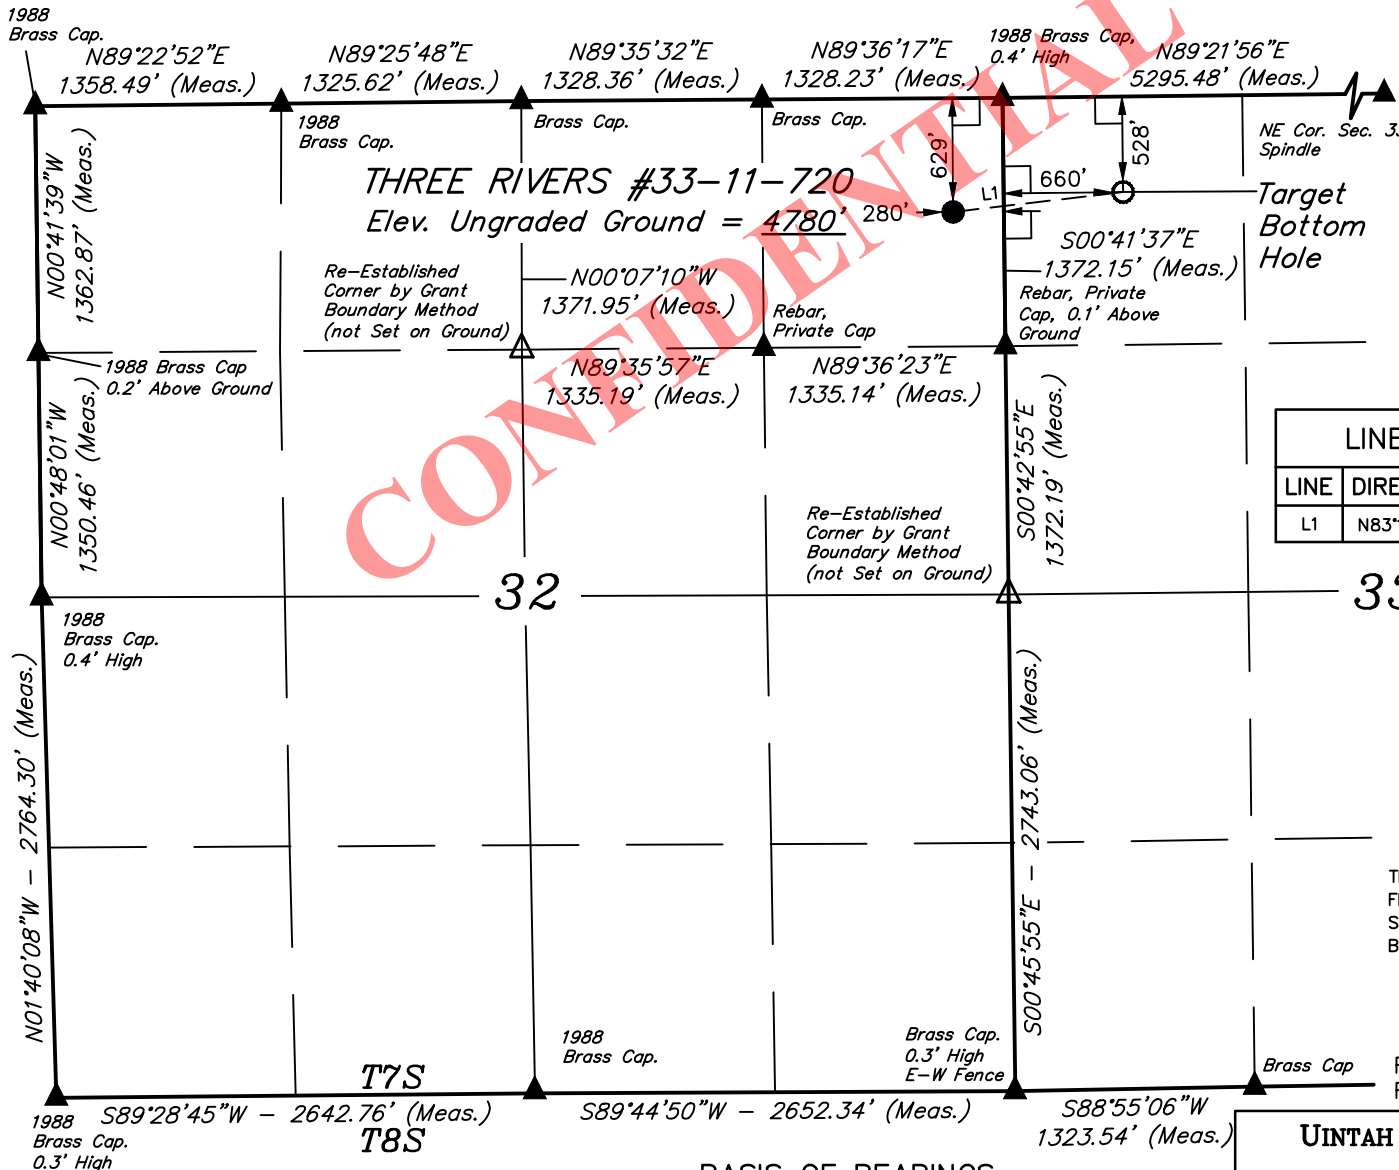 1988
Brass Cap.
N89°22'52"E
1358.49' (Meas.)
N89°25'48"E
1325.62' (Meas.)
N89°35'32"E
1328.36' (Meas.)
N89°36'17"E
1328.23' (Meas.)
1988 Brass Cap,
0.4' High
N89°21'56"E
5295.48' (Meas.)
1988
Brass Cap.
Brass Cap.
Brass Cap.
NE Cor. Sec.
Spindle
N00°41'39"W
1362.87' (Meas.)
THREE RIVERS #33-11-720
Elev. Ungraded Ground = 4780'
629'
528'
280'
L1
660'
Target
Bottom
Hole
S00°41'37"E
1372.15' (Meas.)
Re-Established
Corner by Grant
Boundary Method
(not Set on Ground)
N00°07'10"W
1371.95' (Meas.)
Rebar,
Private Cap
Rebar, Private
Cap, 0.1' Above
Ground
1988 Brass Cap
0.2' Above Ground
N89°35'57"E
1335.19' (Meas.)
N89°36'23"E
1335.14' (Meas.)
CONFIDENTIAL
N00°48'01"W
1350.46' (Meas.)
S00°42'55"E
1372.19' (Meas.)
LINE
LINE DIRE
L1 N83°
Re-Established
Corner by Grant
Boundary Method
(not Set on Ground)
32
33
1988
Brass Cap.
0.4' High
N01°40'08"W - 2764.30' (Meas.)
S00°45'55"E - 2743.06' (Meas.)
1988
Brass Cap.
Brass Cap.
0.3' High
E-W Fence
Brass Cap
T7S
S89°28'45"W - 2642.76' (Meas.)
T8S
S89°44'50"W - 2652.34' (Meas.)
S88°55'06"W
1323.54' (Meas.)
1988
Brass Cap.
0.3' High
UINTAH
BASIS OF BEARINGS